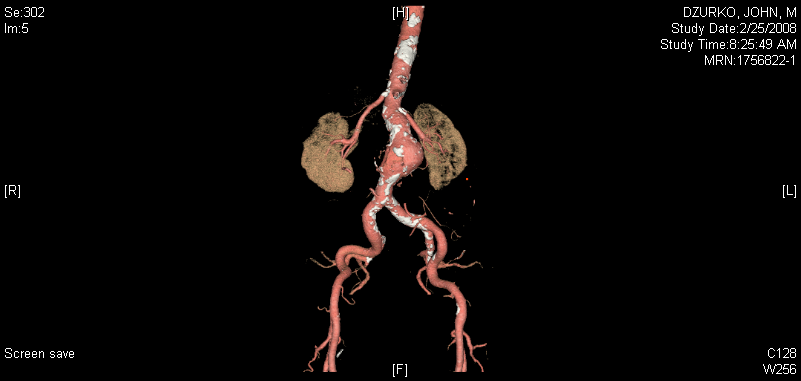 Se:302
Im:5
[H]
DZURKO, JOHN, M
Study Date:2/25/2008
Study Time:8:25:49 AM
MRN:1756822-1
[R]
[L]
Screen save
[F]
C128
W256